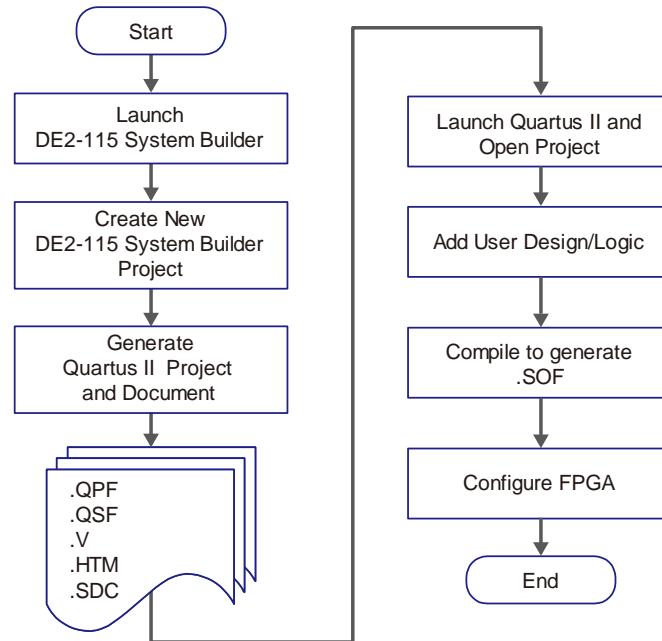 Start
Launch
DE2-115 System Builder
Create New
DE2-115 System Builder
Project
Generate
Quartus II Project
and Document
.QPF
.QSF
.V
.HTM
.SDC
Launch Quartus II and
Open Project
Add User Design/Logic
Compile to generate
.SOF
Configure FPGA
End